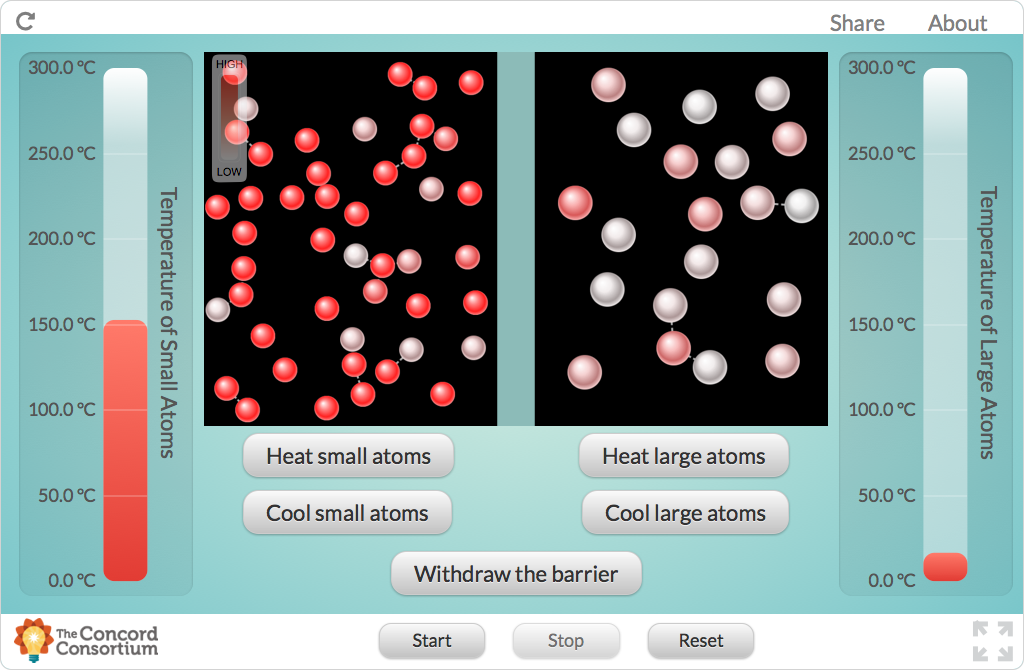 Share About
300.0 °C
250.0 °C
200.0 °C
150.0 °C
100.0 °C
50.0 °C
0.0 °C
Temperature of Small Atoms
HIGH
LOW
300.0 °C
250.0 °C
200.0 °C
150.0 °C
100.0 °C
50.0 °C
0.0 °C
Temperature of Large Atoms
Heat small atoms Heat large atoms
Cool small atoms Cool large atoms
Withdraw the barrier
The Concord
Consortium
Start Stop Reset